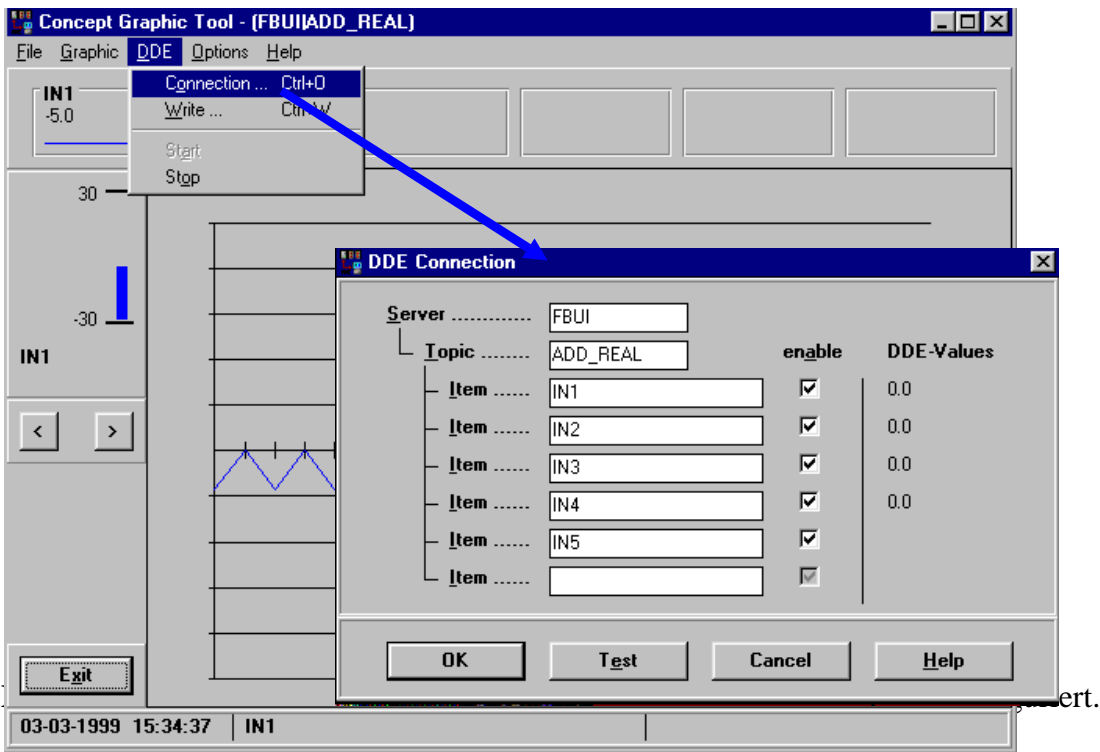 Concept Graphic Tool - (FBUI|ADD_REAL)
File Graphic DDE Options Help
Connection ... Ctrl+O
Write ... Ctrl+W
Start
Stop
IN1
-5.0
30
-30
IN1
< >
Exit
03-03-1999 15:34:37 IN1
DDE Connection
Server ............ FBUI
Topic ........ ADD_REAL enable DDE-Values
Item ...... IN1 0.0
Item ...... IN2 0.0
Item ...... IN3 0.0
Item ...... IN4 0.0
Item ...... IN5
Item ......
OK Test Cancel Help